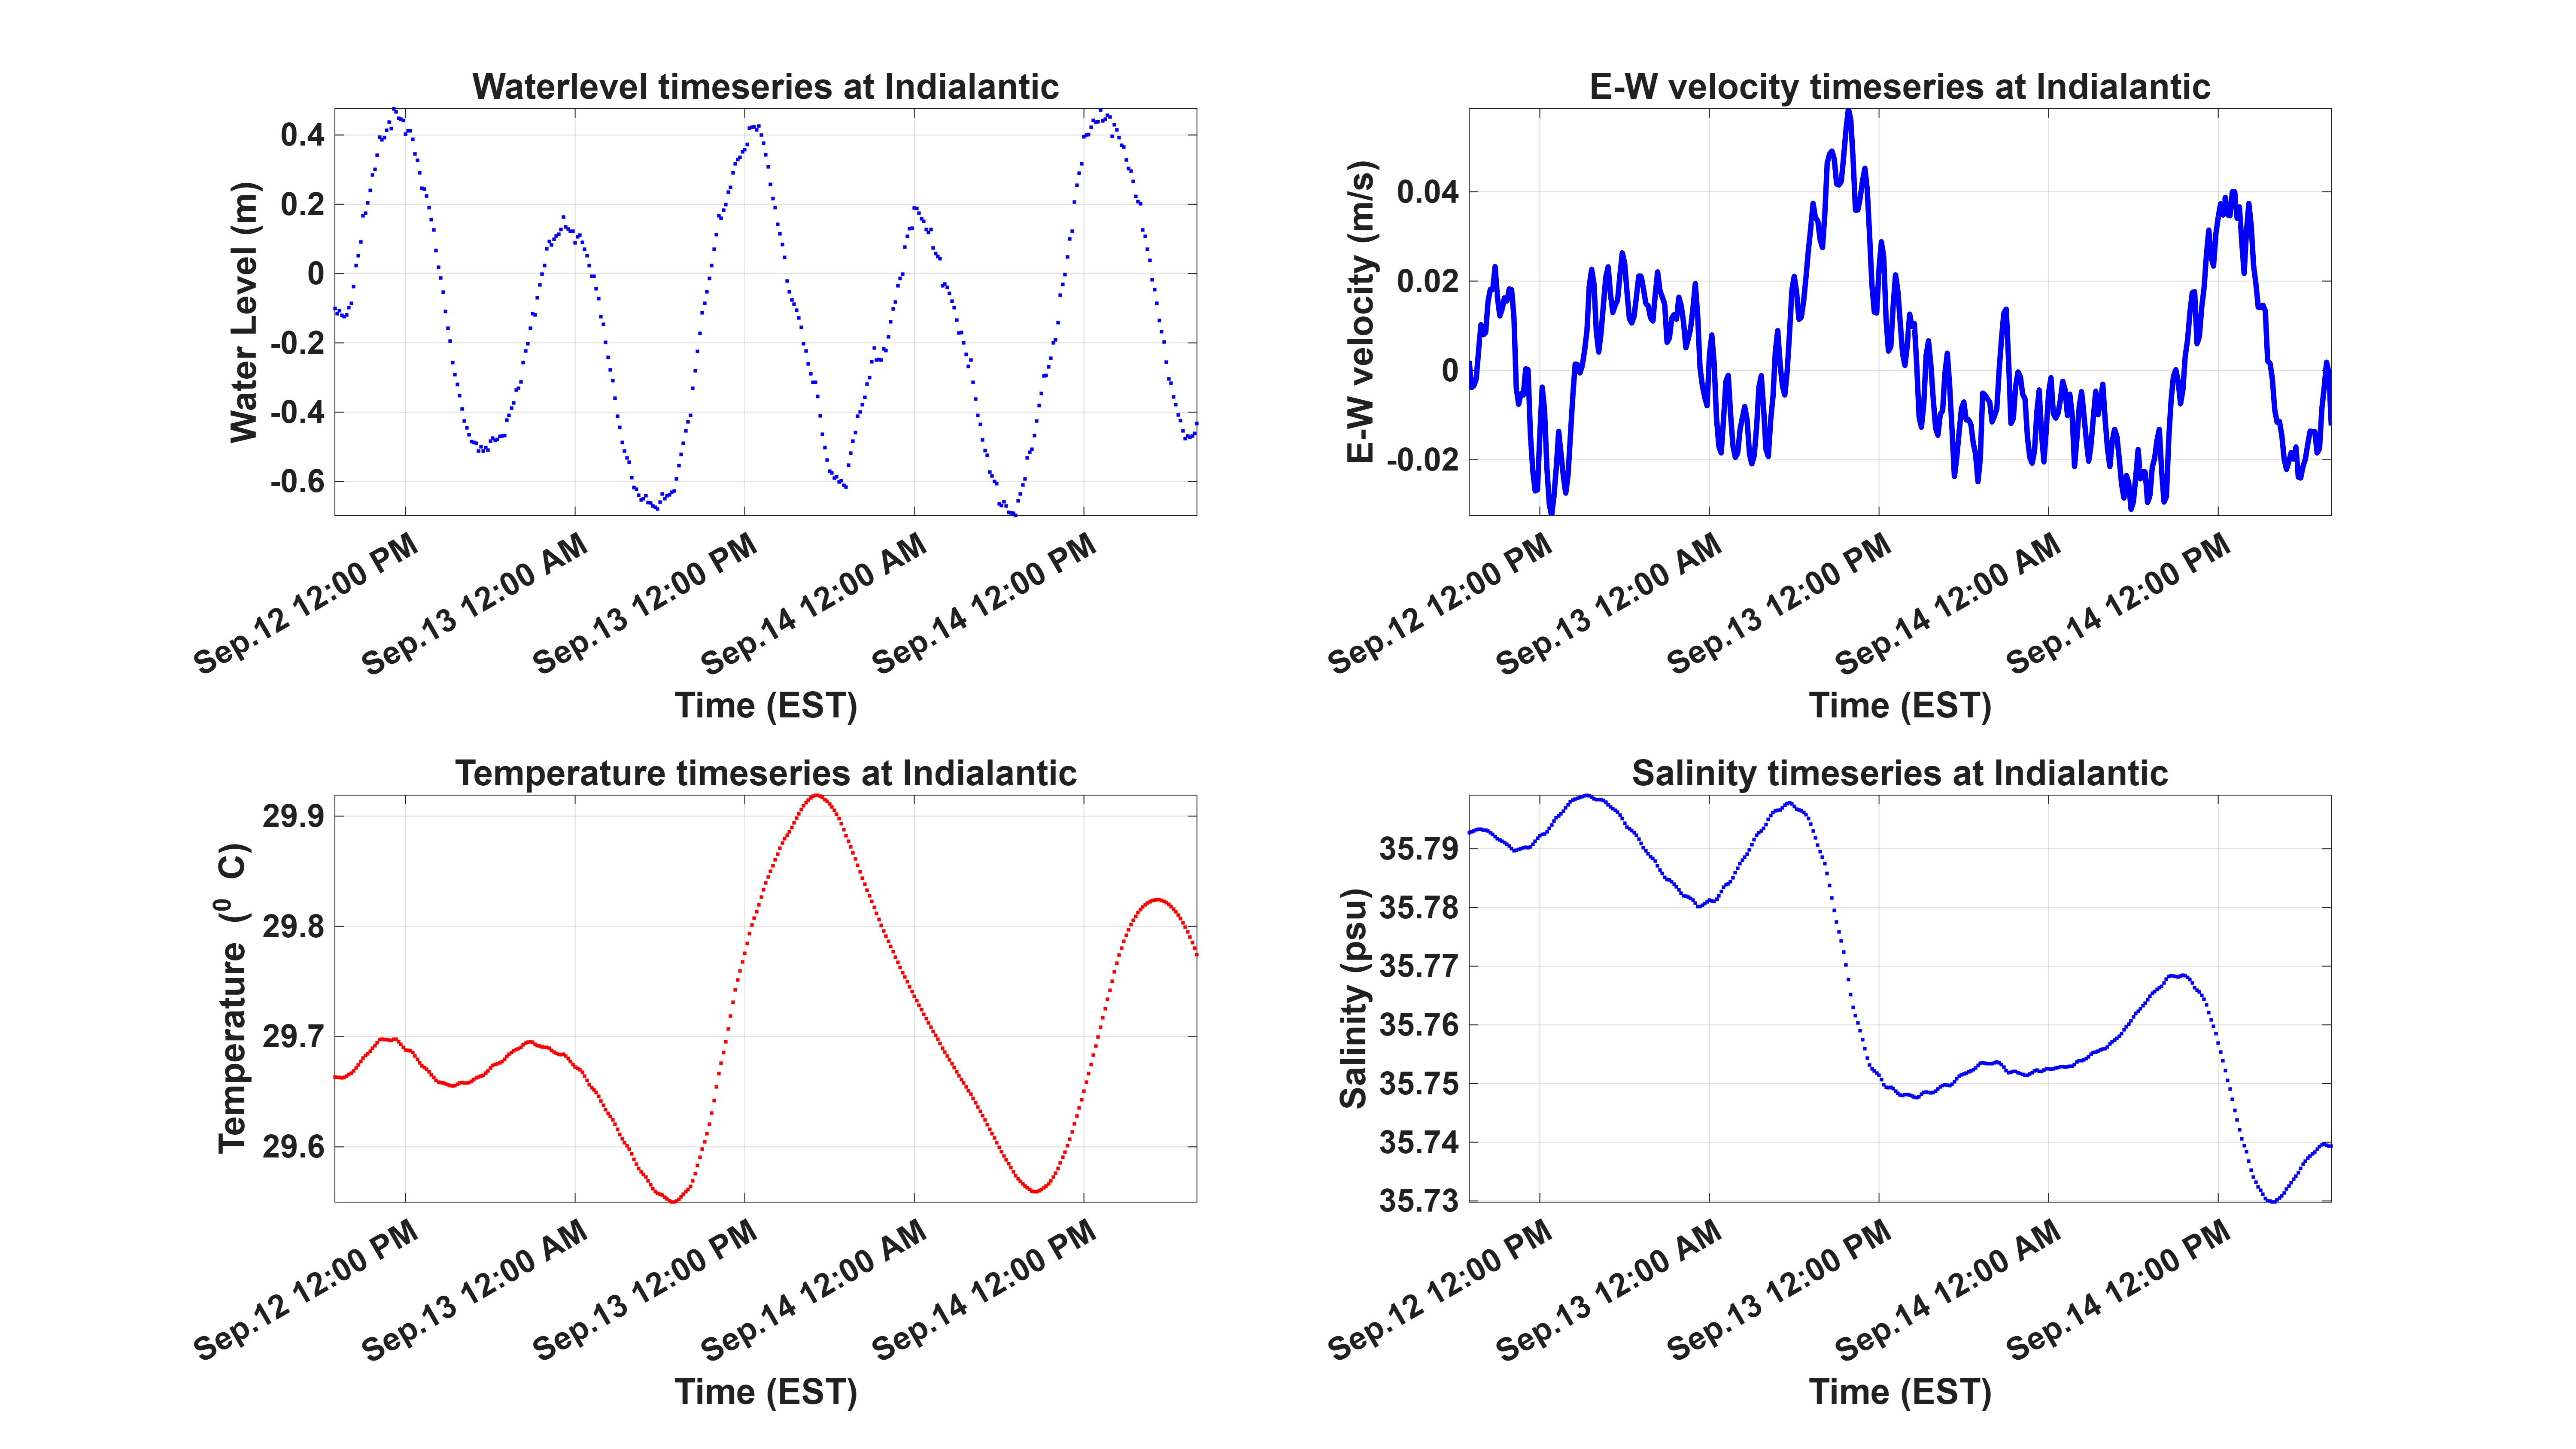 Waterlevel timeseries at Indialantic
Water Level (m)
0.4
0.2
0
-0.2
-0.4
-0.6
Sep.12 12:00 PM
Sep.13 12:00 AM
Sep.13 12:00 PM
Sep.14 12:00 AM
Sep.14 12:00 PM
Time (EST)
E-W velocity timeseries at Indialantic
E-W velocity (m/s)
0.04
0.02
0
-0.02
Sep.12 12:00 PM
Sep.13 12:00 AM
Sep.13 12:00 PM
Sep.14 12:00 AM
Sep.14 12:00 PM
Time (EST)
Temperature timeseries at Indialantic
Temperature (⁰ C)
29.9
29.8
29.7
29.6
Sep.12 12:00 PM
Sep.13 12:00 AM
Sep.13 12:00 PM
Sep.14 12:00 AM
Sep.14 12:00 PM
Time (EST)
Salinity timeseries at Indialantic
Salinity (psu)
35.79
35.78
35.77
35.76
35.75
35.74
35.73
Sep.12 12:00 PM
Sep.13 12:00 AM
Sep.13 12:00 PM
Sep.14 12:00 AM
Sep.14 12:00 PM
Time (EST)